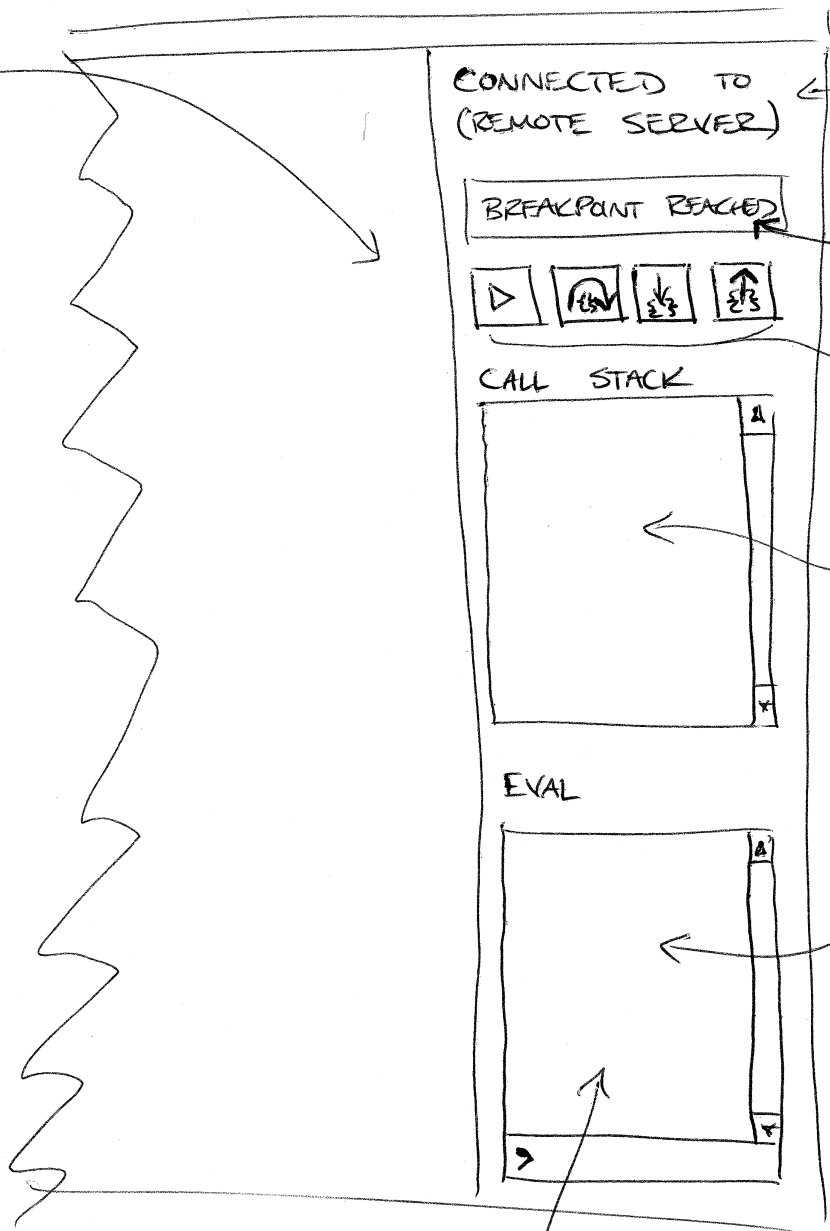 CONNECTED TO
(REMOTE SERVER)
BREAKPOINT REACHED
CALL STACK
EVAL
>